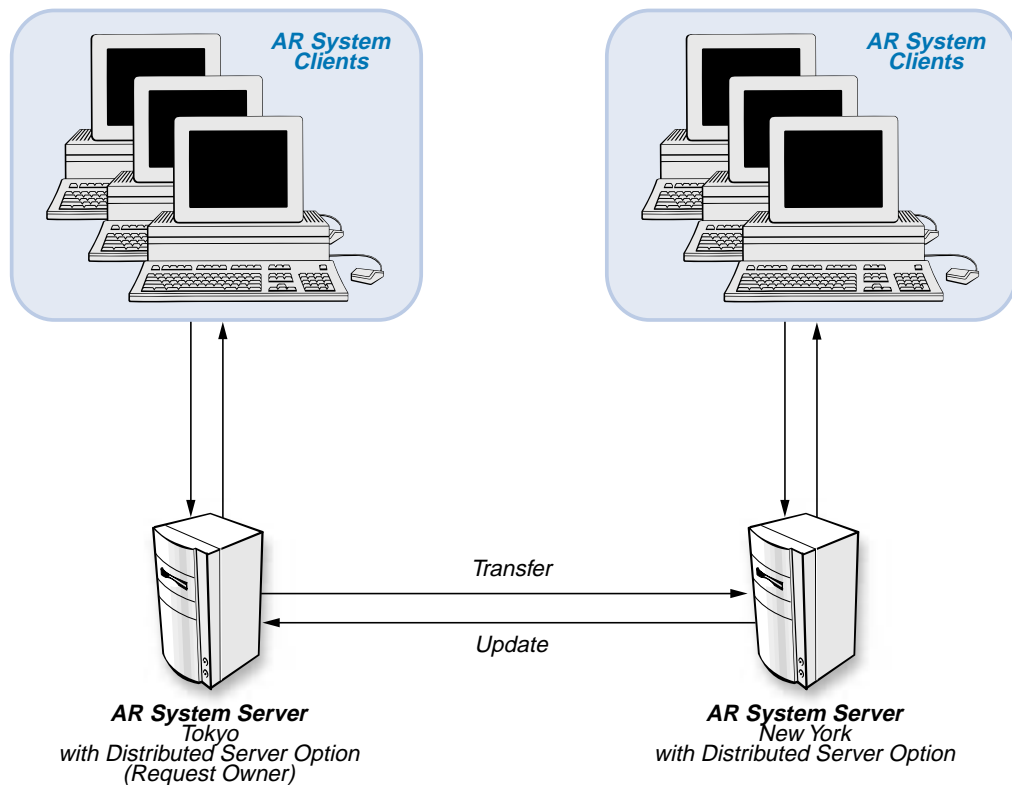 AR System
Clients
AR System
Clients
Transfer
Update
AR System Server
Tokyo
with Distributed Server Option
(Request Owner)
AR System Server
New York
with Distributed Server Option